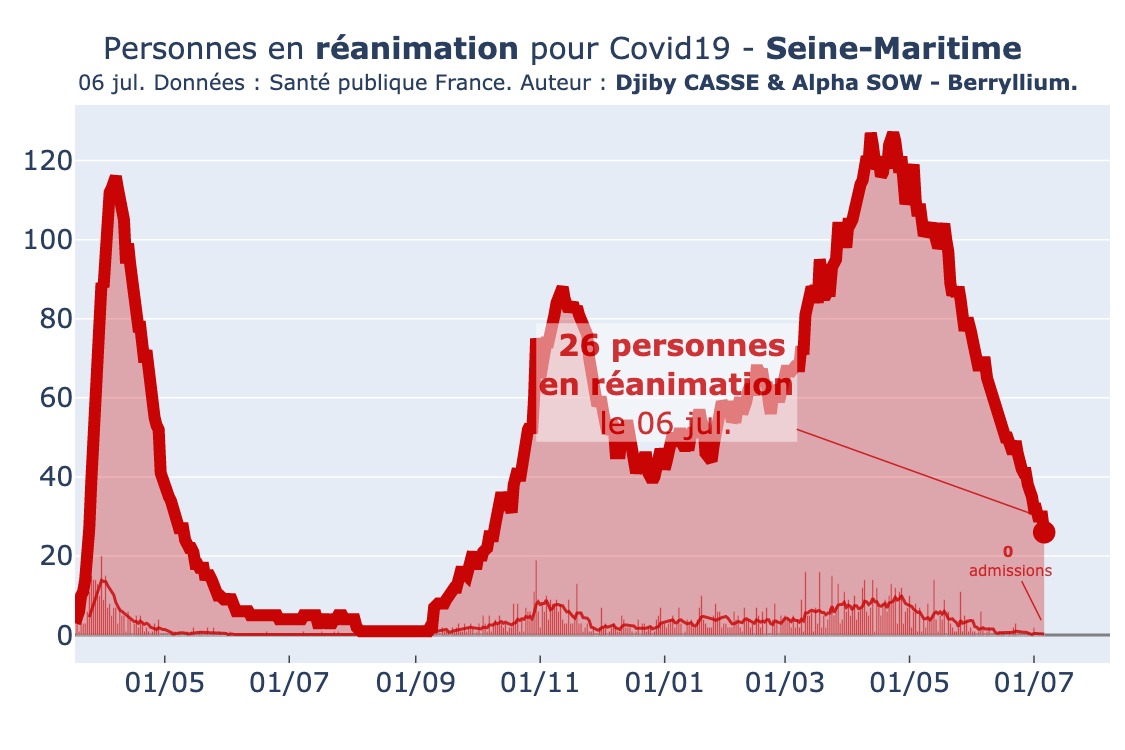 Personnes en réanimation pour Covid19 - Seine-Maritime
06 jul. Données : Santé publique France. Auteur : Djiby CASSE & Alpha SOW - Berryllium.
120
100
80
60
40
20
0
26 personnes
en réanimation
le 06 jul.
0
admissions
01/05 01/07 01/09 01/11 01/01 01/03 01/05 01/07